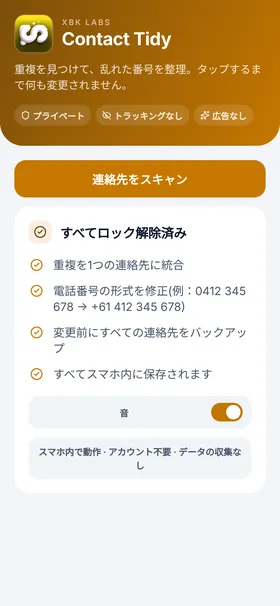 XBK LABS
Contact Tidy
重複を見つけて、乱れた番号を整理。タップするま
で何も変更されません。
プライベート
トラッキングなし
広告なし
連絡先をスキャン
すべてロック解除済み
重複を1つの連絡先に統合
電話番号の形式を修正(例：0412 345
678 → +61 412 345 678)
変更前にすべての連絡先をバックアッ
プ
すべてスマホ内に保存されます
音
スマホ内で動作 · アカウント不要 · データの収集な
し